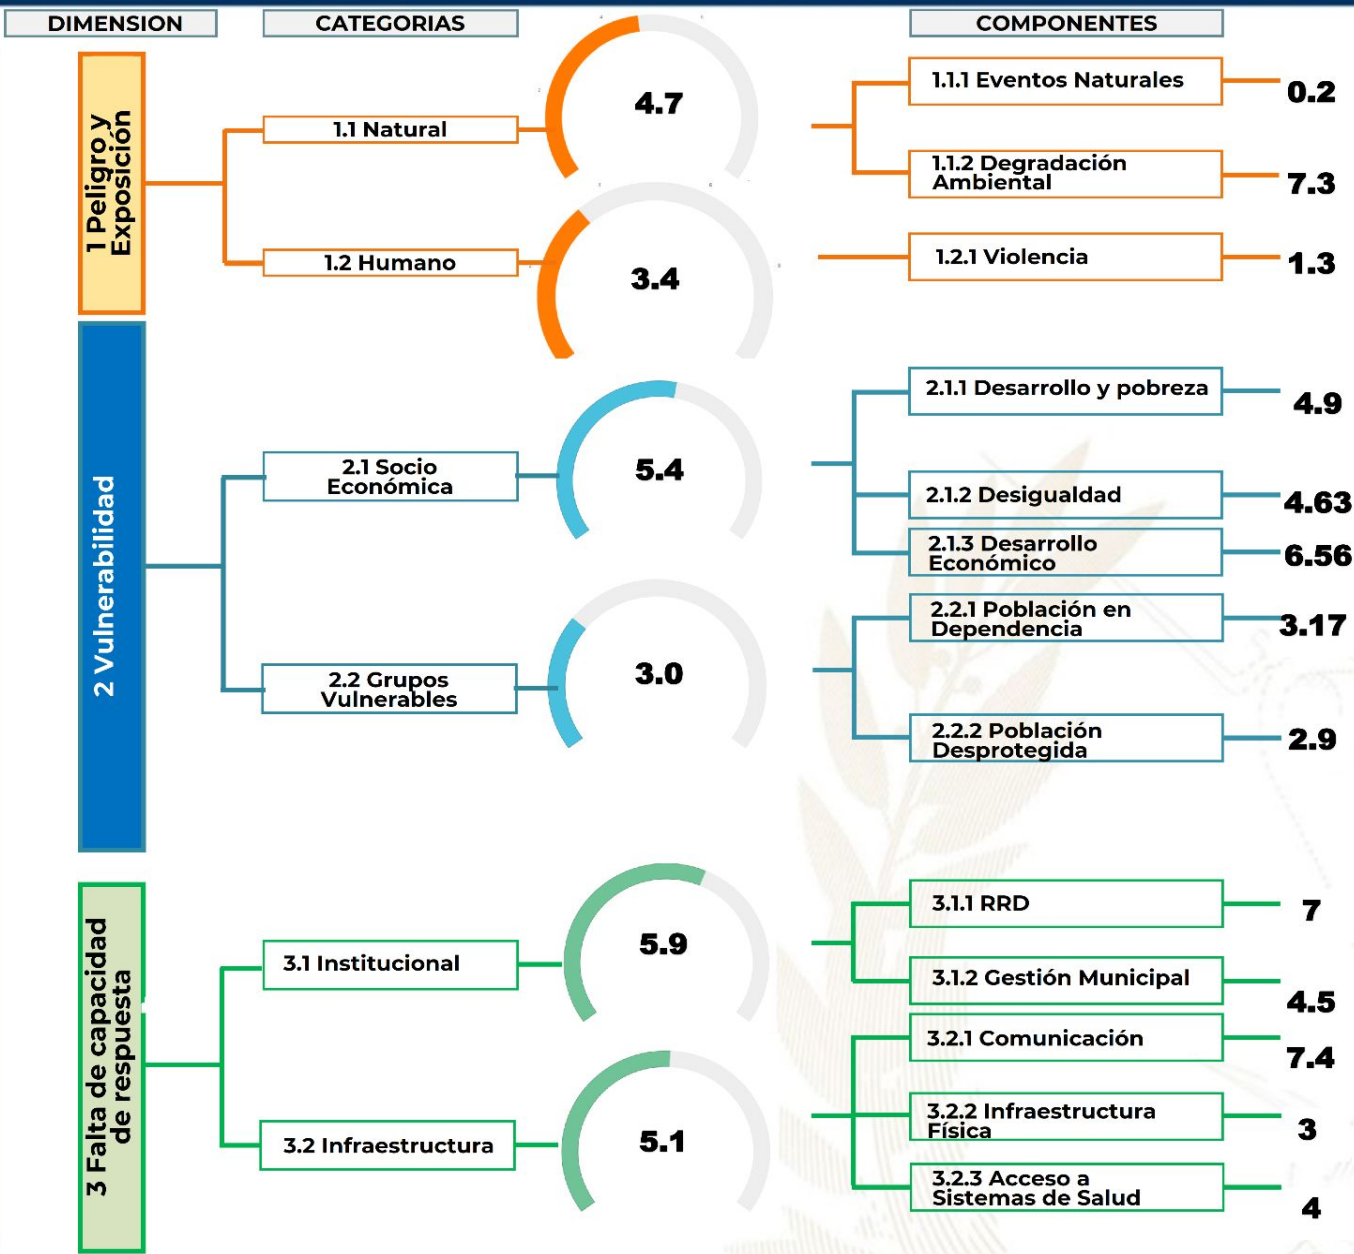 DIMENSION
CATEGORIAS
COMPONENTES
1 Peligro y
Exposición
1.1 Natural
4.7
1.1.1 Eventos Naturales
0.2
1.1.2 Degradación
Ambiental
7.3
1.2 Humano
3.4
1.2.1 Violencia
1.3
2 Vulnerabilidad
2.1 Socio
Económica
5.4
2.1.1 Desarrollo y pobreza
4.9
2.1.2 Desigualdad
4.63
2.1.3 Desarrollo
Económico
6.56
2.2 Grupos
Vulnerables
3.0
2.2.1 Población en
Dependencia
3.17
2.2.2 Población
Desprotegida
2.9
3 Falta de capacidad
de respuesta
3.1 Institucional
5.9
3.1.1 RRD
7
3.1.2 Gestión Municipal
4.5
3.2 Infraestructura
5.1
3.2.1 Comunicación
7.4
3.2.2 Infraestructura
Física
3
3.2.3 Acceso a
Sistemas de Salud
4